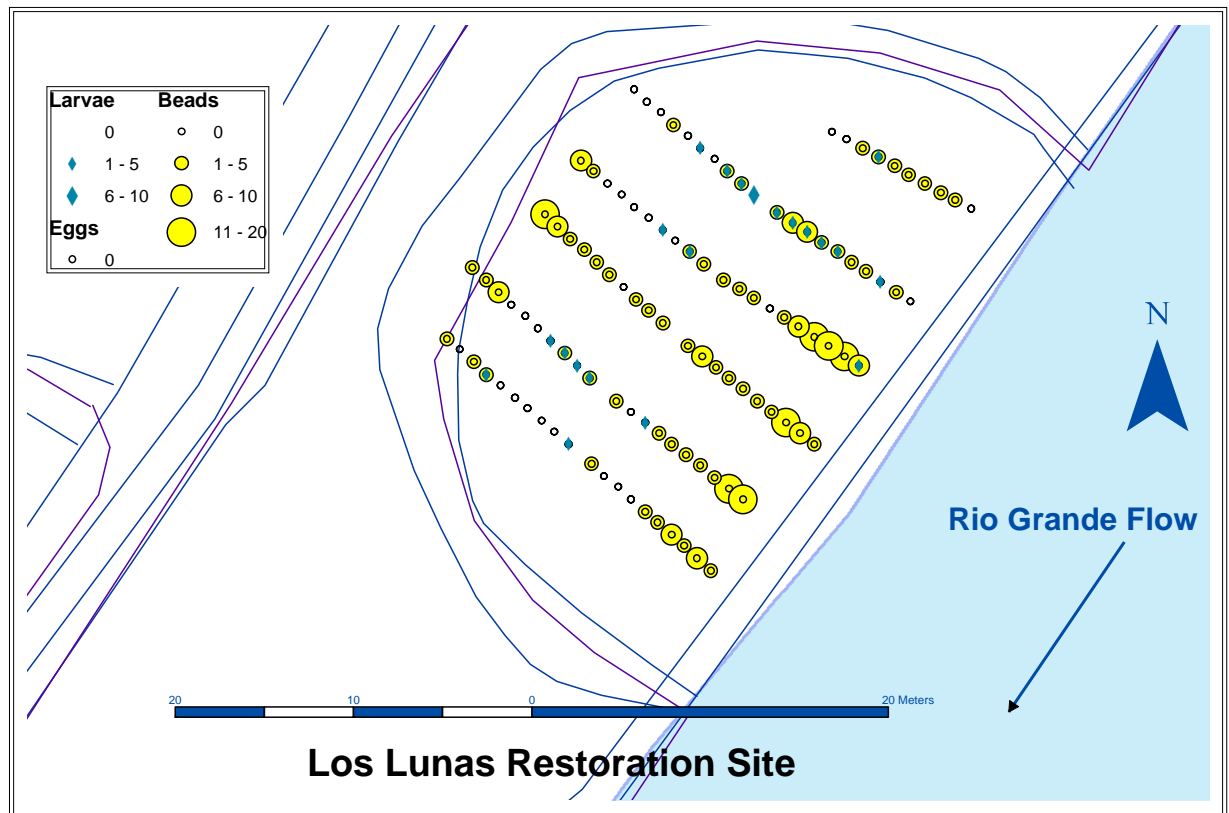 Larvae Beads
0 0
1 - 5 1 - 5
6 - 10 6 - 10
Eggs 11 - 20
0
N
Rio Grande Flow
20 10 0 20 Meters
Los Lunas Restoration Site